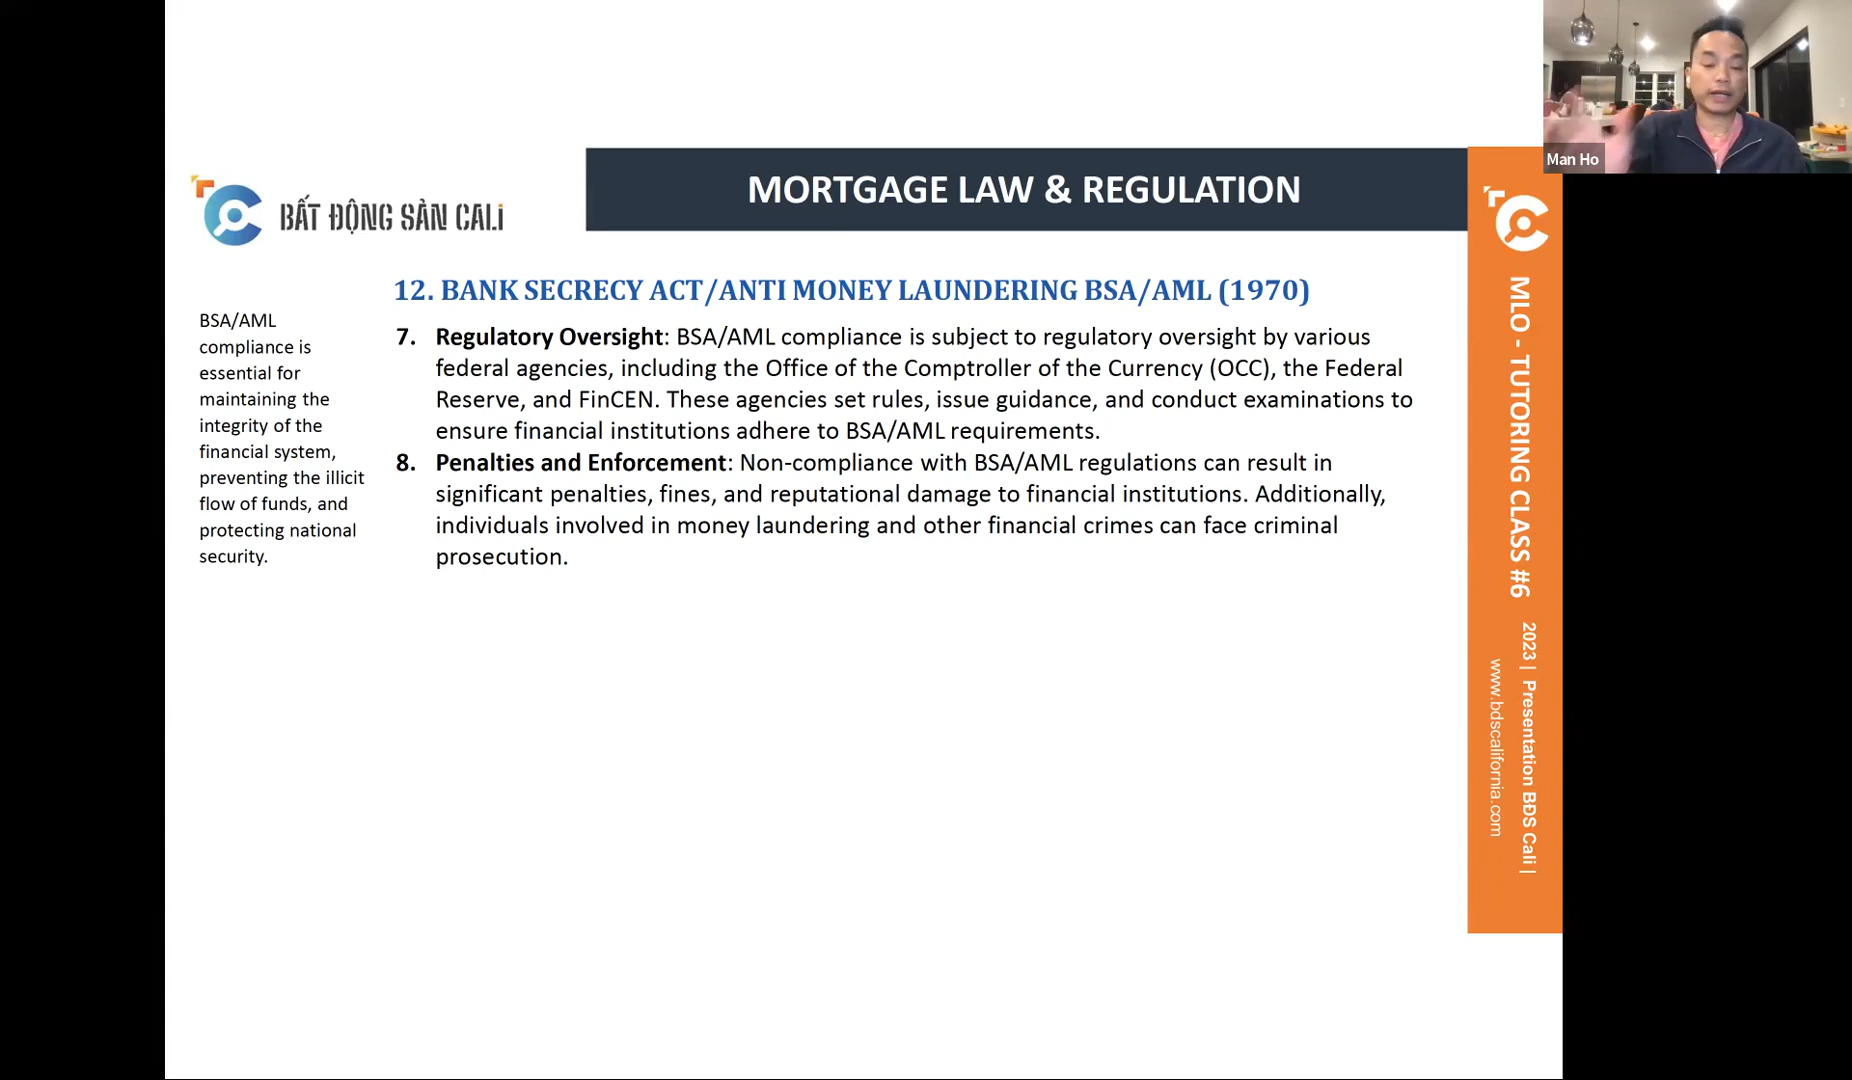 Man Ho
BẤT ĐỘNG SẢN CALi
MORTGAGE LAW & REGULATION
12. BANK SECRECY ACT/ANTI MONEY LAUNDERING BSA/AML (1970)
BSA/AML
compliance is
essential for
maintaining the
integrity of the
financial system,
preventing the illicit
flow of funds, and
protecting national
security.
7. Regulatory Oversight: BSA/AML compliance is subject to regulatory oversight by various
federal agencies, including the Office of the Comptroller of the Currency (OCC), the Federal
Reserve, and FinCEN. These agencies set rules, issue guidance, and conduct examinations to
ensure financial institutions adhere to BSA/AML requirements.
8. Penalties and Enforcement: Non-compliance with BSA/AML regulations can result in
significant penalties, fines, and reputational damage to financial institutions. Additionally,
individuals involved in money laundering and other financial crimes can face criminal
prosecution.
MLO - TUTORING CLASS #6
2023 | Presentation BĐS Cali |
www.bdscalifornia.com